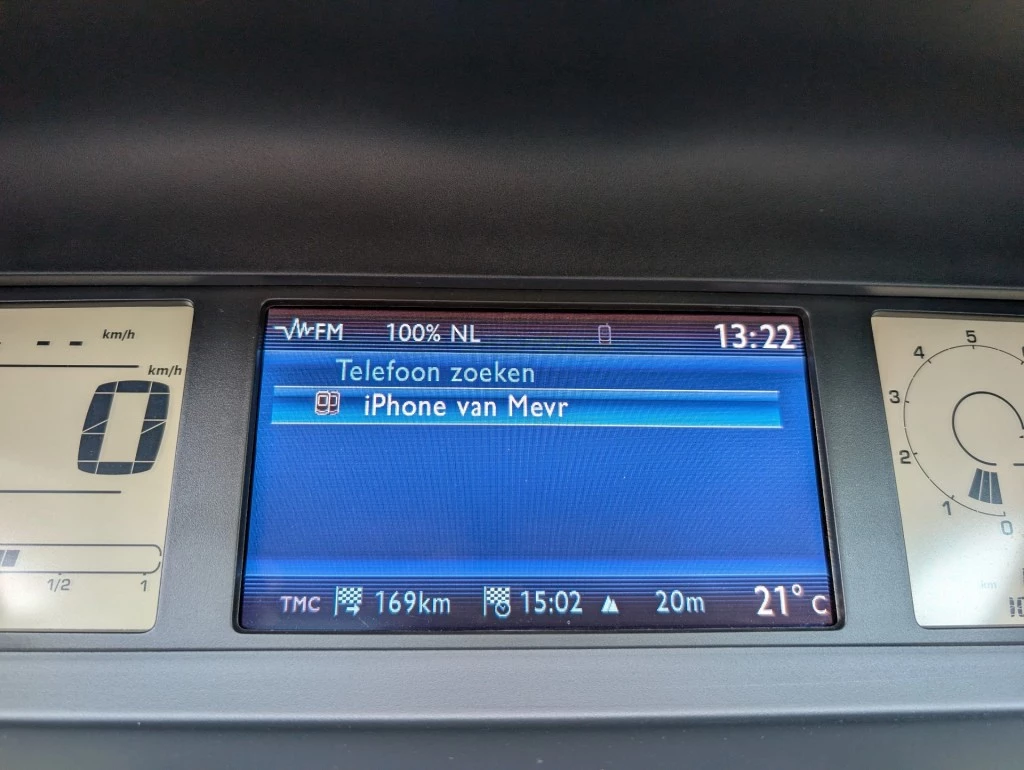 FM 100% NL 13:22
Telefoon zoeken
iPhone van Mevr
TMC 169km 15:02 20m 21° C
-- km/h
km/h
0
1/2 1
5
4
3
2
1
0
km